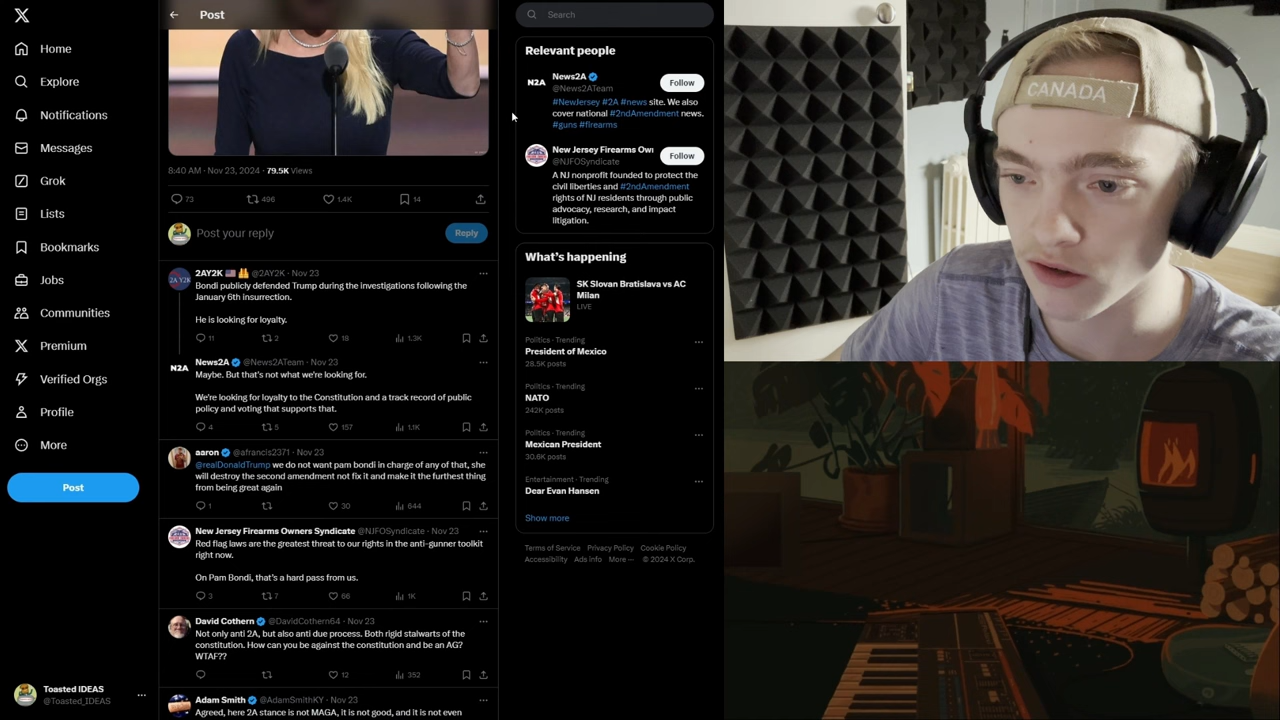 Post
Search
Home
Explore
Notifications
Messages
Grok
Lists
Bookmarks
Jobs
Communities
Premium
Verified Orgs
Profile
More
Post
Toasted IDEAS
@Toasted_IDEAS
8:40 AM · Nov 23, 2024 · 79.5K Views
73 496 1.4K 14
Post your reply
Reply
2AY2K @2AY2K · Nov 23
Bondi publicly defended Trump during the investigations following the
January 6th insurrection.
He is looking for loyalty.
11 2 18 1.3K
N2A
News2A @News2ATeam · Nov 23
Maybe. But that's not what we're looking for.
We're looking for loyalty to the Constitution and a track record of public
policy and voting that supports that.
4 5 157 1.1K
aaron @afrancis2371 · Nov 23
@realDonaldTrump we do not want pam bondi in charge of any of that, she
will destroy the second amendment not fix it and make it the furthest thing
from being great again
1 30 644
New Jersey Firearms Owners Syndicate @NJFOSyndicate · Nov 23
Red flag laws are the greatest threat to our rights in the anti-gunner toolkit
right now.
On Pam Bondi, that's a hard pass from us.
3 7 66 1K
David Cothern @DavidCothern64 · Nov 23
Not only anti 2A, but also anti due process. Both rigid stalwarts of the
constitution. How can you be against the constitution and be an AG?
WTAF??
12 352
Adam Smith @AdamSmithKY · Nov 23
Agreed, here 2A stance is not MAGA, it is not good, and it is not even
Relevant people
N2A
News2A
@News2ATeam
Follow
#NewJersey #2A #news site. We also
cover national #2ndAmendment news.
#guns #firearms
New Jersey Firearms Own
@NJFOSyndicate
Follow
A NJ nonprofit founded to protect the
civil liberties and #2ndAmendment
rights of NJ residents through public
advocacy, research, and impact
litigation.
What's happening
SK Slovan Bratislava vs AC
Milan
LIVE
Politics · Trending
President of Mexico
28.5K posts
Politics · Trending
NATO
242K posts
Politics · Trending
Mexican President
30.6K posts
Entertainment · Trending
Dear Evan Hansen
Show more
Terms of Service Privacy Policy Cookie Policy
Accessibility Ads info More ··· © 2024 X Corp.
CANADA